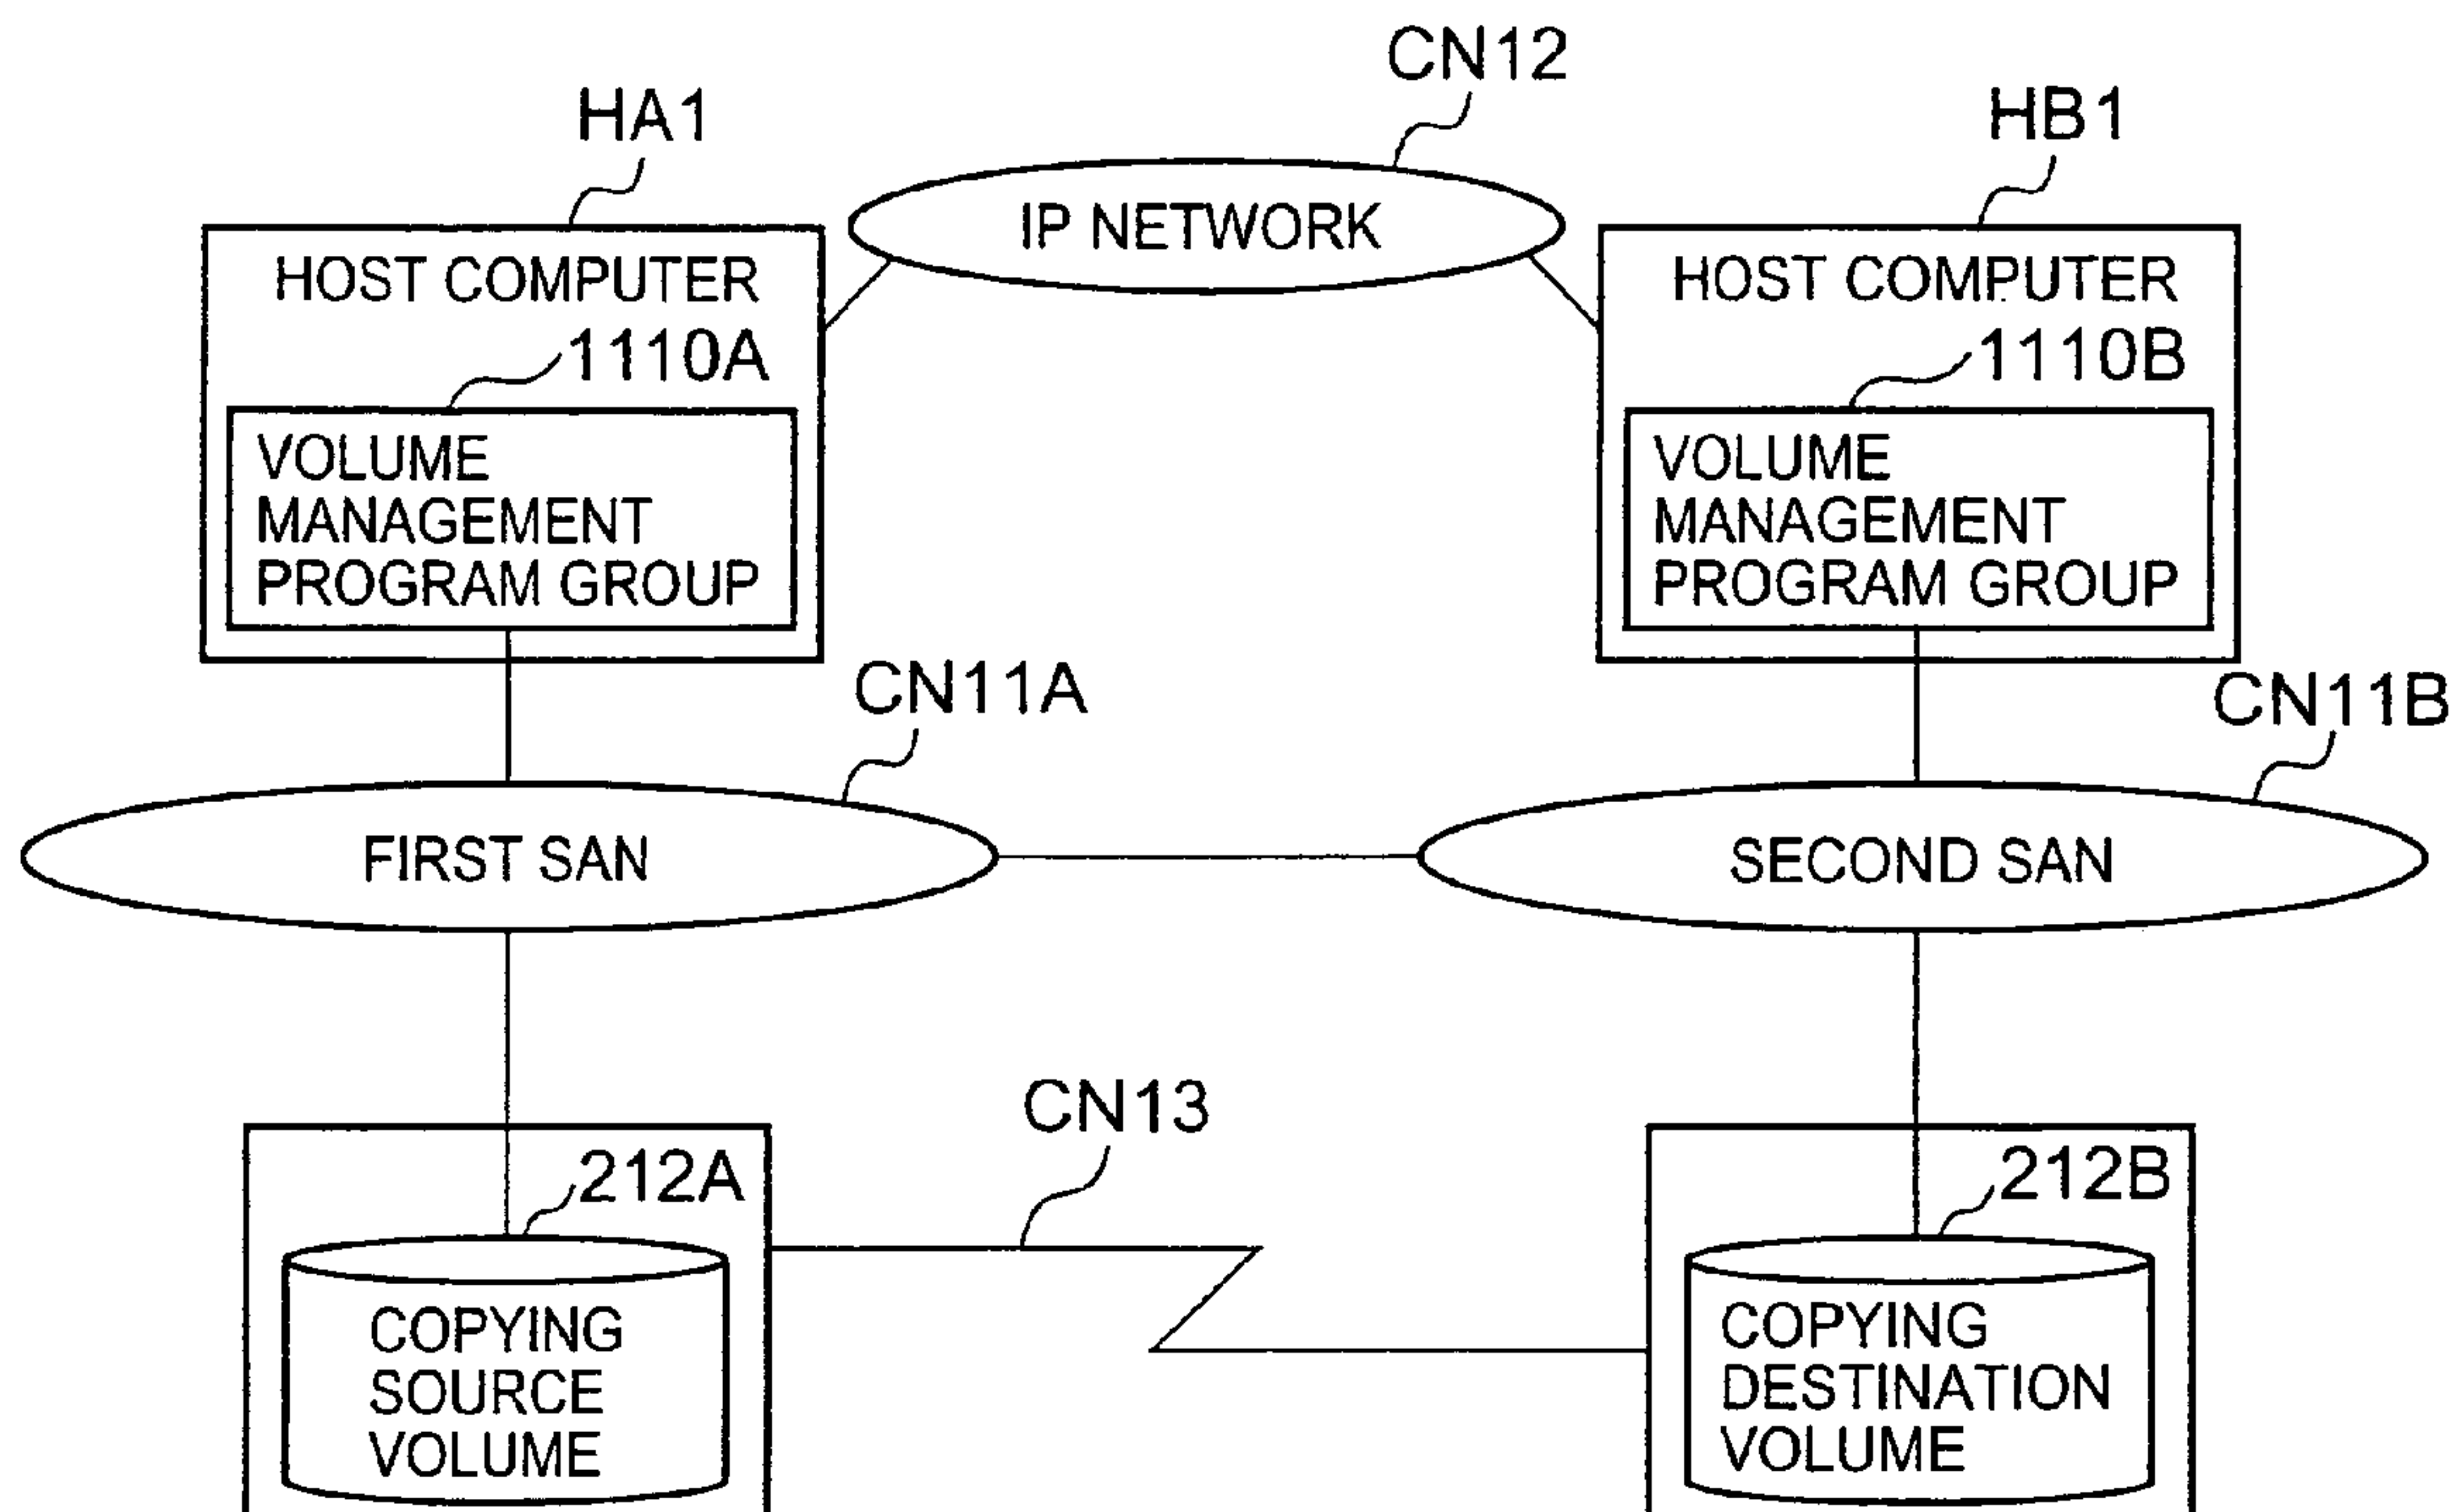 CN12
HA1
HB1
IP NETWORK
HOST COMPUTER
1110A
VOLUME
MANAGEMENT
PROGRAM GROUP
HOST COMPUTER
1110B
VOLUME
MANAGEMENT
PROGRAM GROUP
CN11A
CN11B
FIRST SAN
SECOND SAN
CN13
212A
COPYING
SOURCE
VOLUME
212B
COPYING
DESTINATION
VOLUME